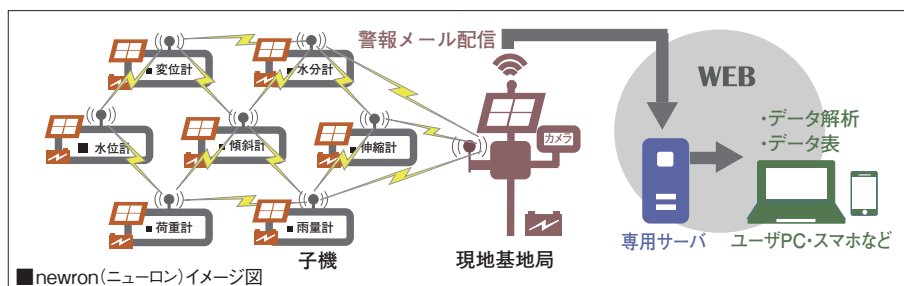 警報メール配信
■変位計
■水分計
■水位計
■傾斜計
■伸縮計
カメラ
■荷重計
■雨量計
子機
現地基地局
WEB
・データ解析
・データ表
専用サーバ
ユーザPC・スマホなど
■newron(ニューロン)イメージ図